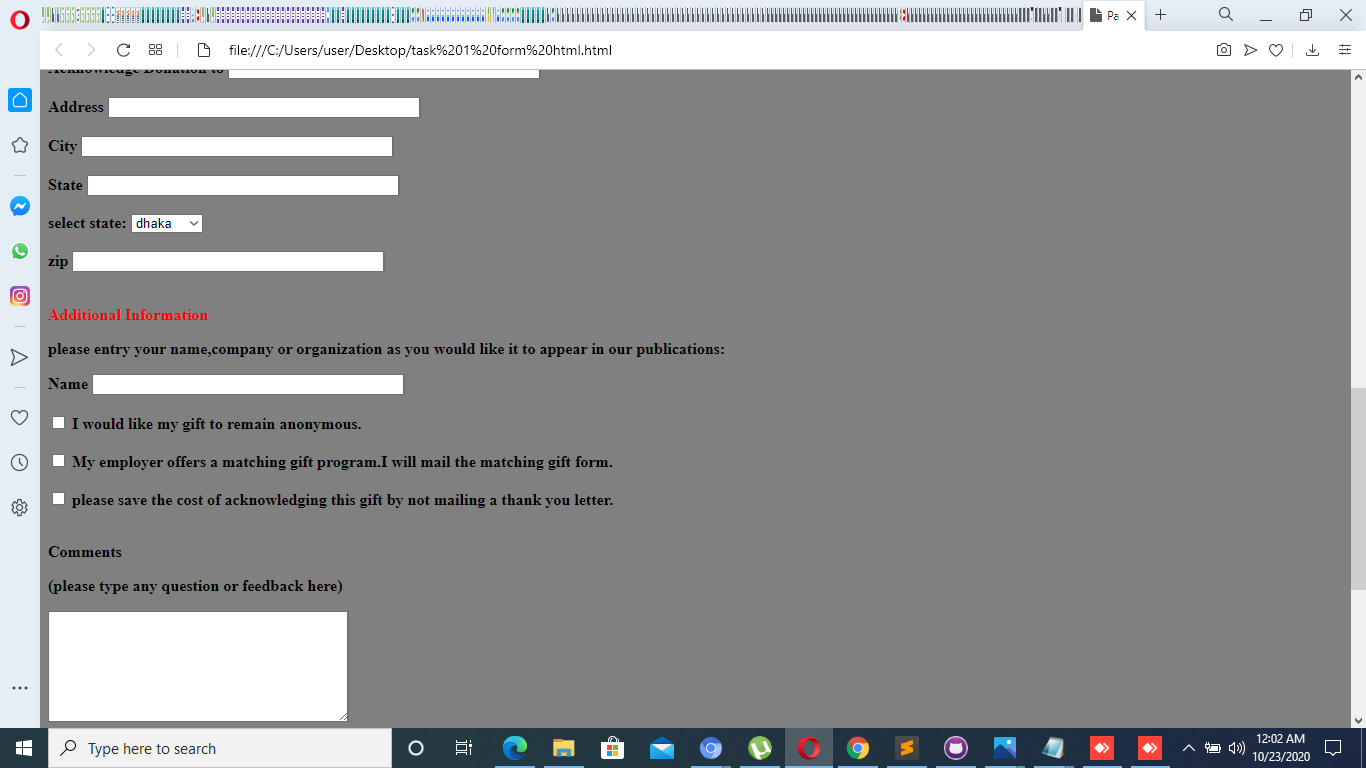 Pa
file:///C:/Users/user/Desktop/task%201%20form%20html.html
Acknowledge Donation to
Address
City
State
select state: dhaka
zip
Additional Information
please entry your name,company or organization as you would like it to appear in our publications:
Name
I would like my gift to remain anonymous.
My employer offers a matching gift program.I will mail the matching gift form.
please save the cost of acknowledging this gift by not mailing a thank you letter.
Comments
(please type any question or feedback here)
Type here to search
12:02 AM
10/23/2020